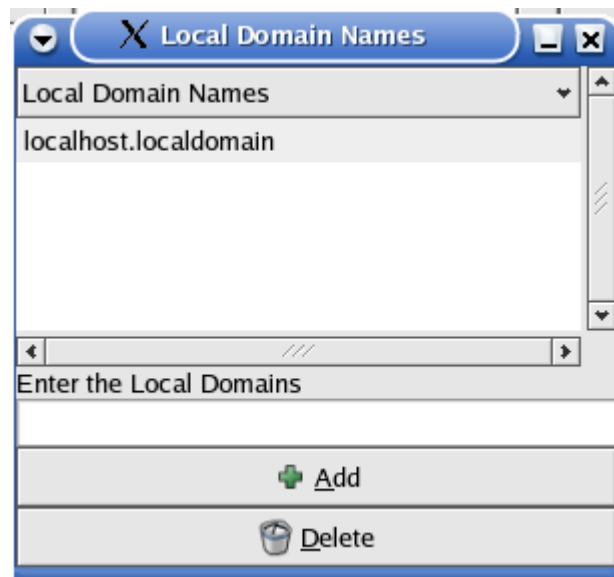 Local Domain Names
Local Domain Names
localhost.localdomain
Enter the Local Domains
Add
Delete